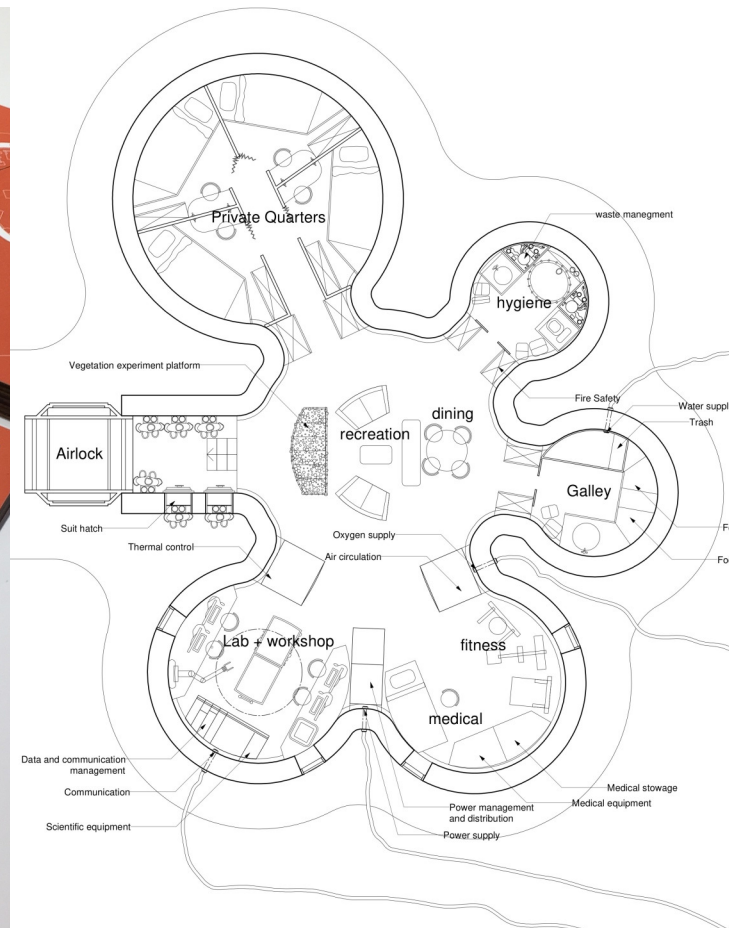 Private Quarters
waste manegment
hygiene
Vegetation experiment platform
Fire Safety
dining
Water suppl
Trash
recreation
Airlock
Galley
Suit hatch
Oxygen supply
Thermal control
Air circulation
Lab + workshop
fitness
medical
Data and communication
management
Communication
Scientific equipment
Medical stowage
Medical equipment
Power management
and distribution
Power supply